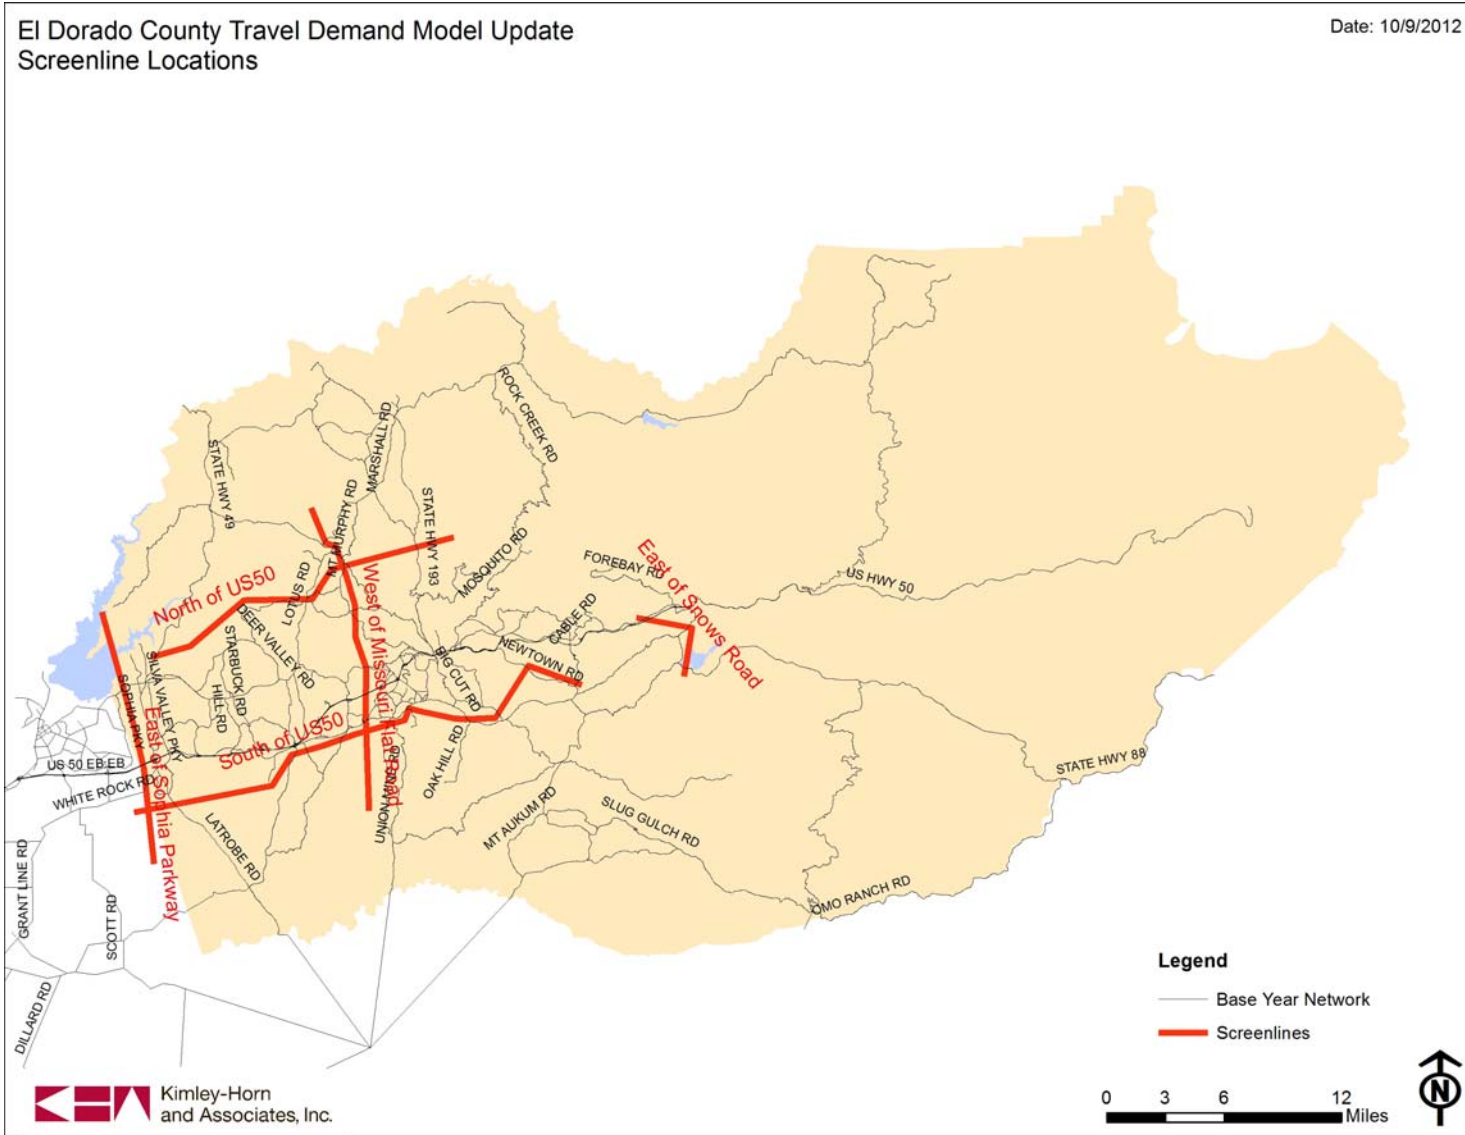 El Dorado County Travel Demand Model Update
Screenline Locations
Date: 10/9/2012
ROCK CREEK RD
MARSHALL RD
STATE HWY 49
MT MURPHY RD
STATE HWY 193
MOSQUITO RD
FOREBAY RD
East of Snows Road
US HWY 50
North of US50
LOTUS RD
West of Missouri Flat Road
CABLE RD
DEER VALLEY RD
STARBUCK RD
NEWTOWN RD
BIG CUT RD
SILVA VALLEY PKY
SOPHIA PKY
HILL RD
East of Sophia Parkway
South of US50
OAK HILL RD
UNION MINE RD
US 50 EB EB
WHITE ROCK RD
STATE HWY 88
LATROBE RD
MT AUKUM RD
SLUG GULCH RD
OMO RANCH RD
GRANT LINE RD
SCOTT RD
DILLARD RD
Legend
Base Year Network
Screenlines
Kimley-Horn
and Associates, Inc.
0 3 6 12
Miles
N